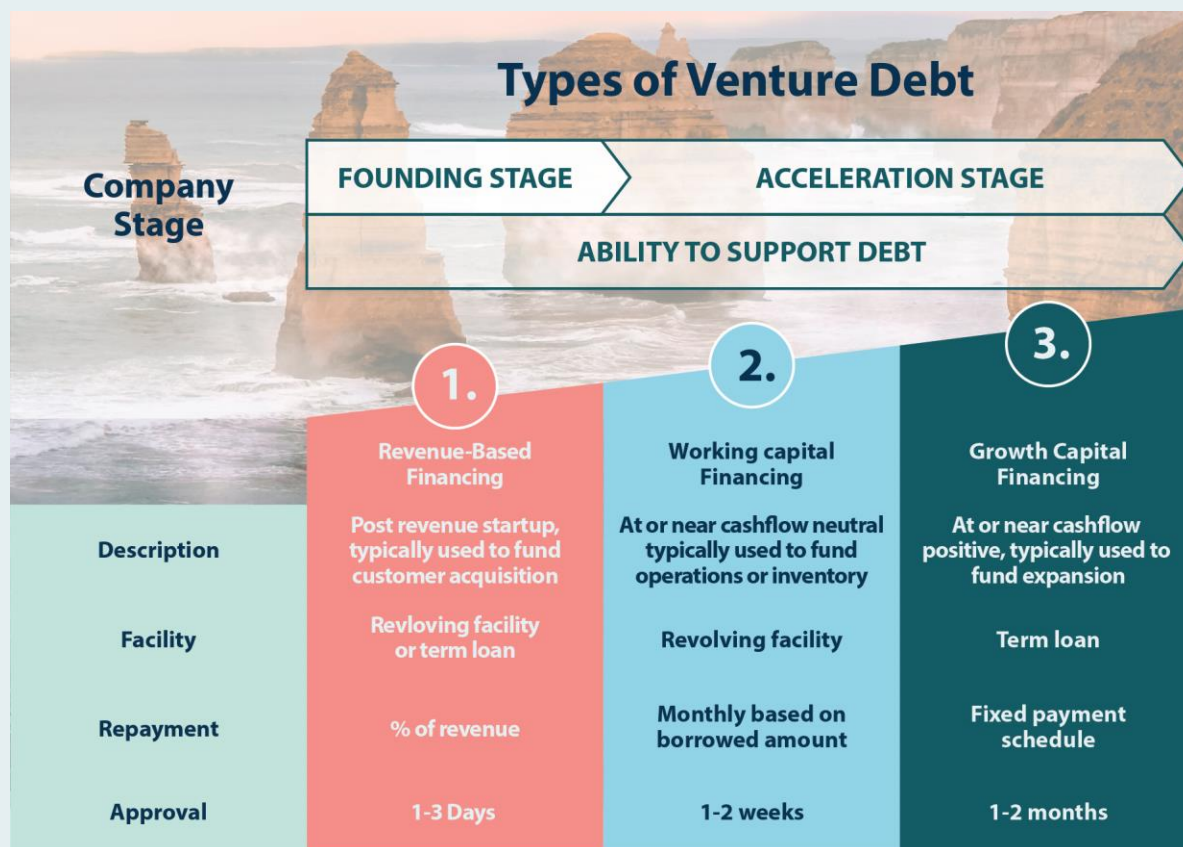 Types of Venture Debt
Company
Stage
FOUNDING STAGE
ACCELERATION STAGE
ABILITY TO SUPPORT DEBT
1.
2.
3.
Revenue-Based
Financing
Working capital
Financing
Growth Capital
Financing
Description
Post revenue startup,
typically used to fund
customer acquisition
At or near cashflow neutral
typically used to fund
operations or inventory
At or near cashflow
positive, typically used to
fund expansion
Facility
Revloving facility
or term loan
Revolving facility
Term loan
Repayment
% of revenue
Monthly based on
borrowed amount
Fixed payment
schedule
Approval
1-3 Days
1-2 weeks
1-2 months